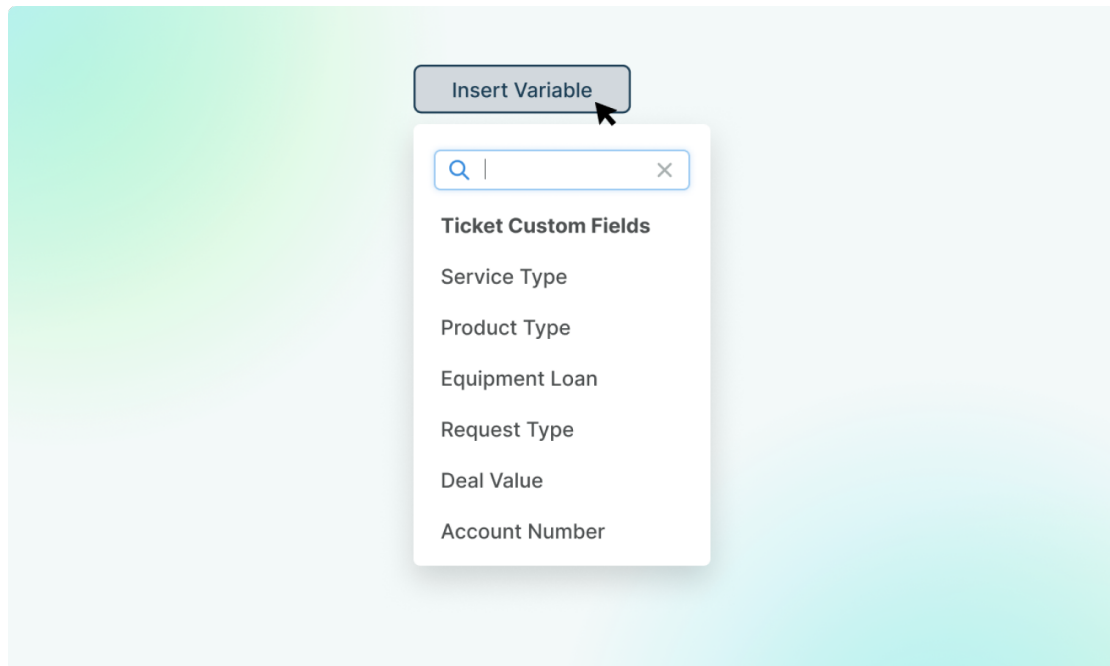 Insert Variable
Ticket Custom Fields
Service Type
Product Type
Equipment Loan
Request Type
Deal Value
Account Number